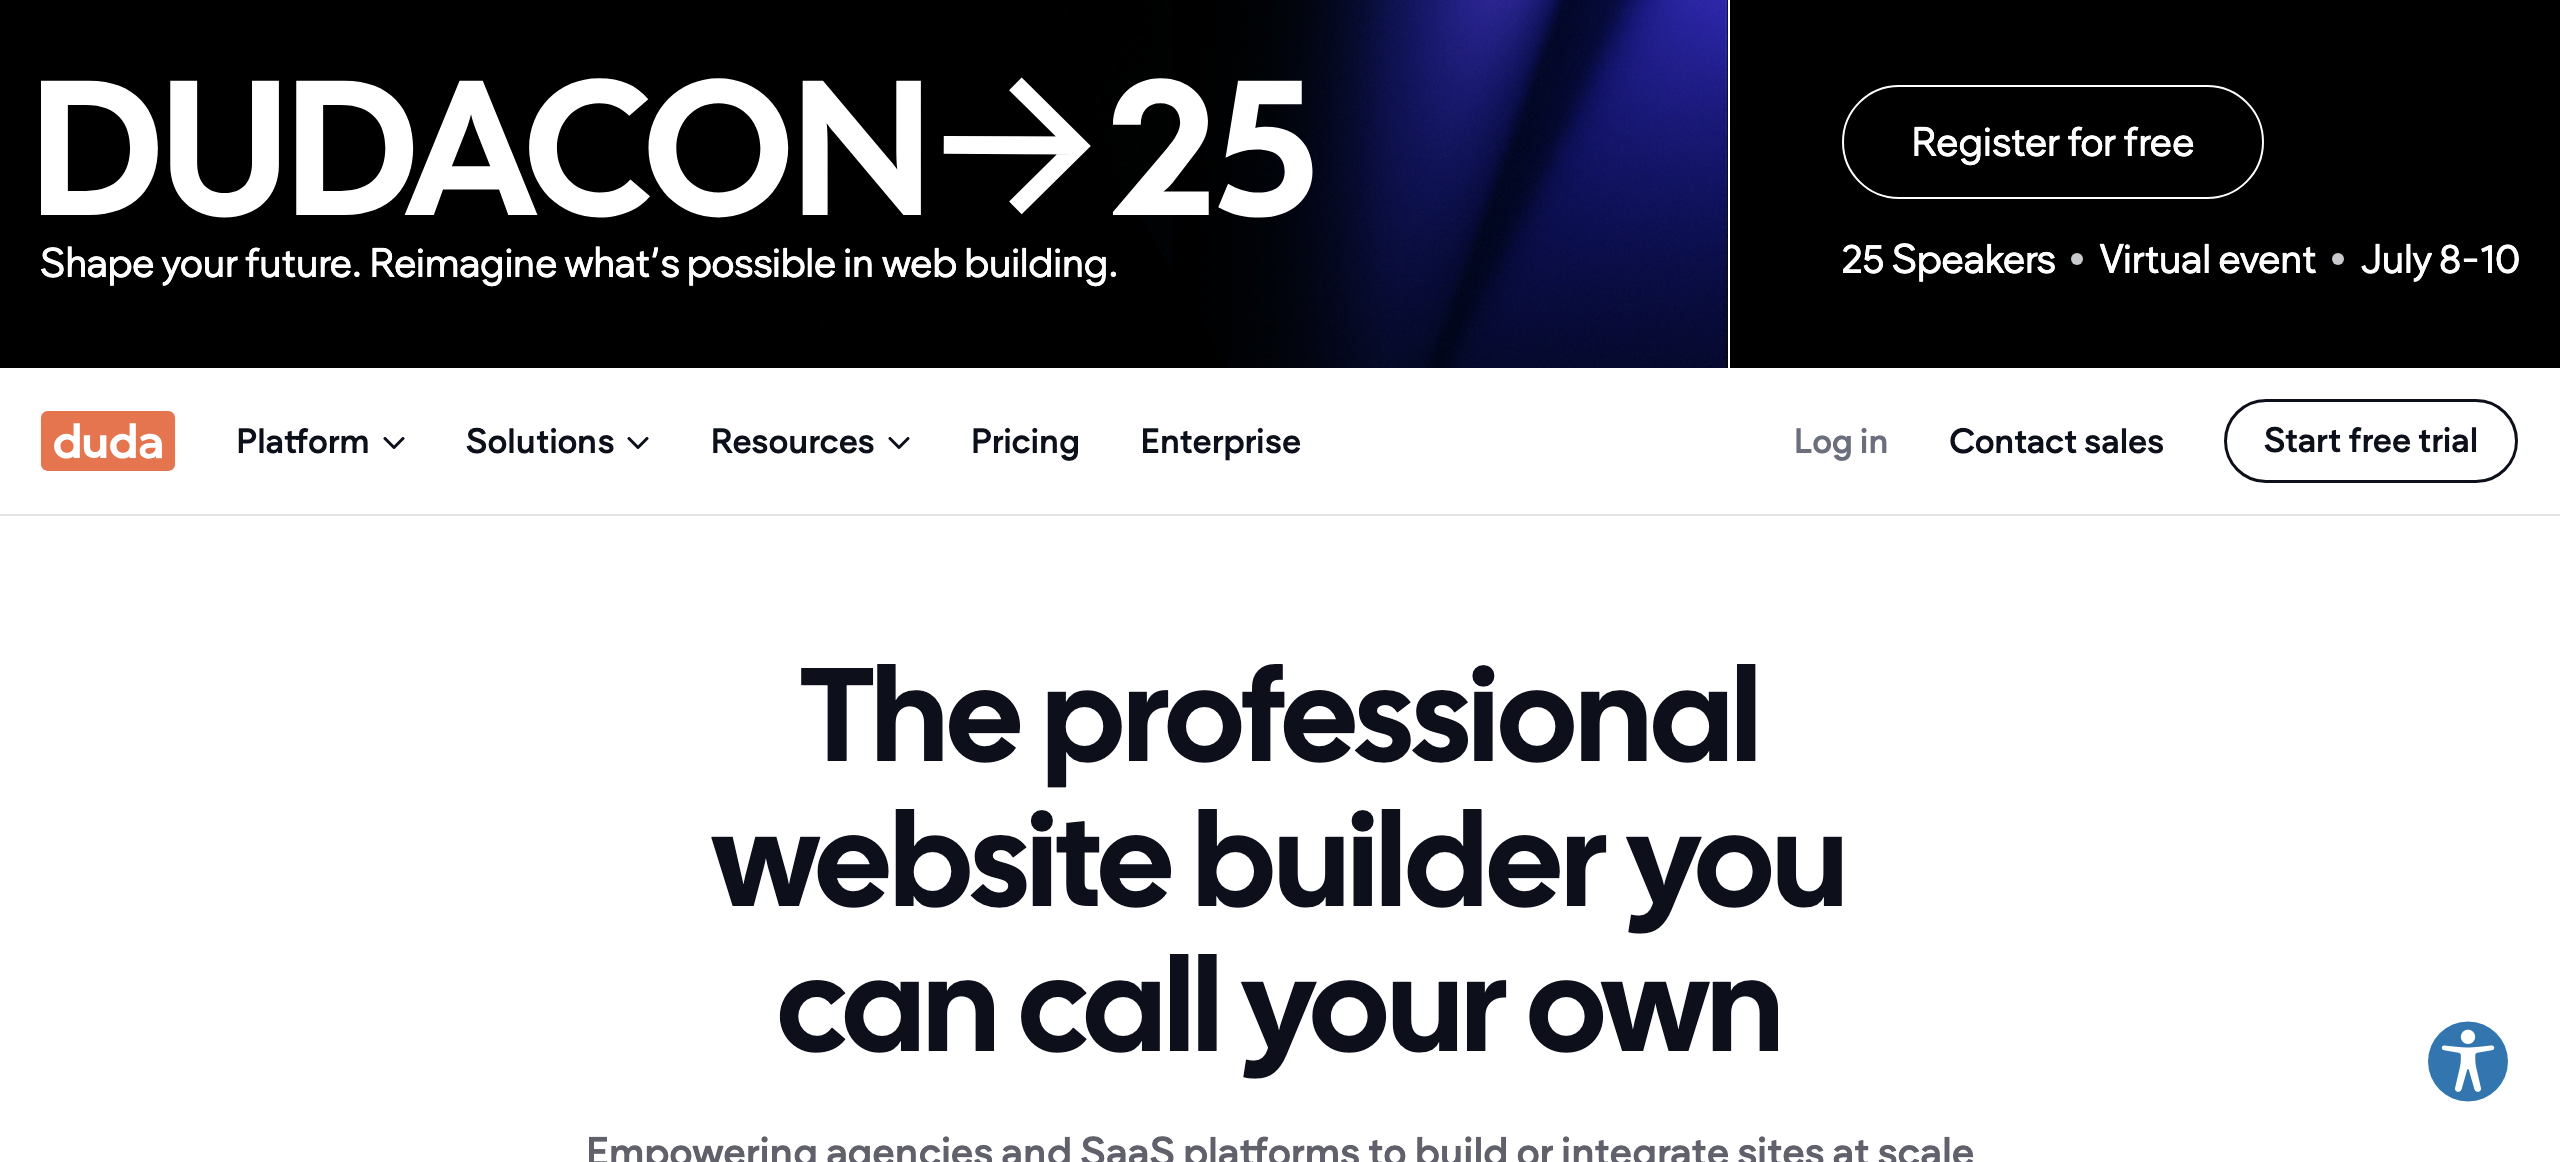 DUDACON→25
Shape your future. Reimagine what’s possible in web building.
Register for free
25 Speakers • Virtual event • July 8-10
duda Platform Solutions Resources Pricing Enterprise Log in Contact sales Start free trial
The professional
website builder you
can call your own
Empowering agencies and SaaS platforms to build or integrate sites at scale